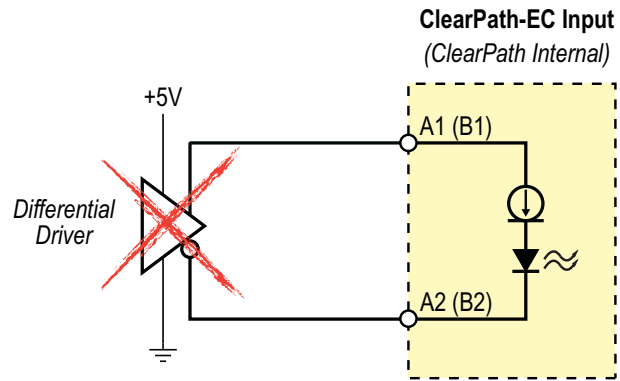 ClearPath-EC Input
(ClearPath Internal)
+5V
A1 (B1)
Differential
Driver
A2 (B2)